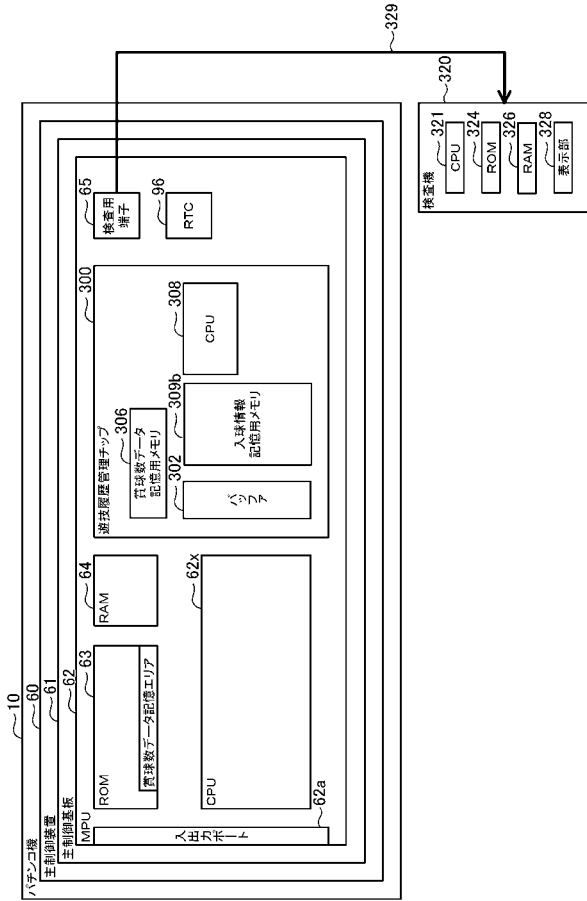 10
パチンコ機
60
主制御装置
61
主制御基板
62
MPU
入出力ポート
62a
63
ROM
賞球数データ記憶エリア
64
RAM
62x
CPU
300
遊技履歴管理チップ
306
賞球数データ
記憶用メモリ
302
バッファ
309b
入球情報
記憶用メモリ
308
CPU
65
検査用
端子
96
RTC
329
320
検査機
321
CPU
324
ROM
326
RAM
328
表示部